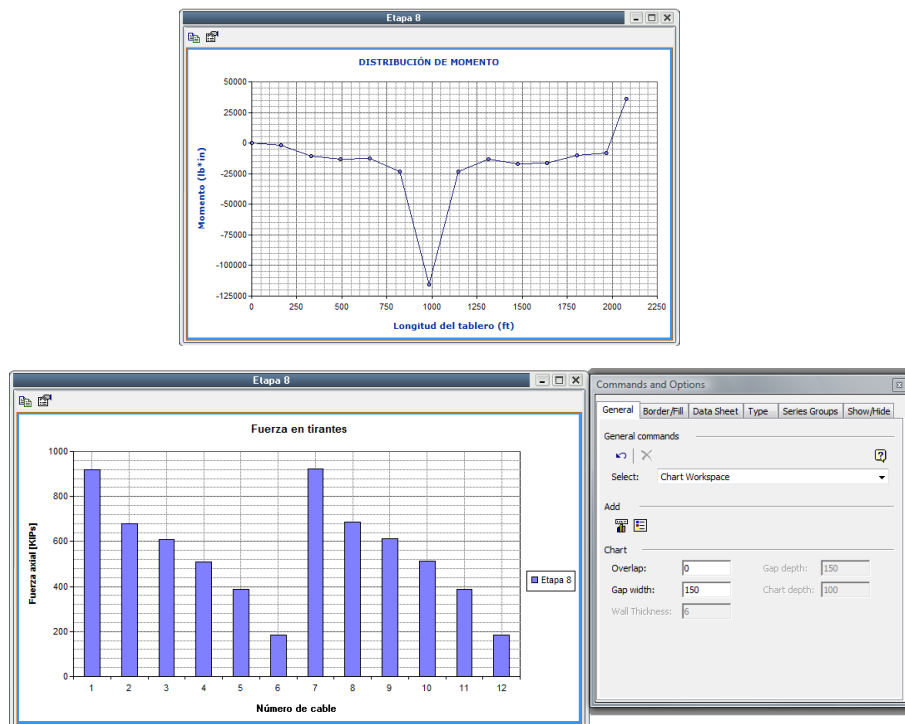 Etapa 8
DISTRIBUCIÓN DE MOMENTO
50000
25000
0
-25000
-50000
-75000
-100000
-125000
Momento (lb*in)
0 250 500 750 1000 1250 1500 1750 2000 2250
Longitud del tablero (ft)
Etapa 8
Fuerza en tirantes
1000
800
600
400
200
0
Fuerza axial [KIPs]
1 2 3 4 5 6 7 8 9 10 11 12
Número de cable
Etapa 8
Commands and Options
General Border/Fill Data Sheet Type Series Groups Show/Hide
General commands
Select: Chart Workspace
Add
Chart
Overlap: 0 Gap depth: 150
Gap width: 150 Chart depth: 100
Wall Thickness: 6